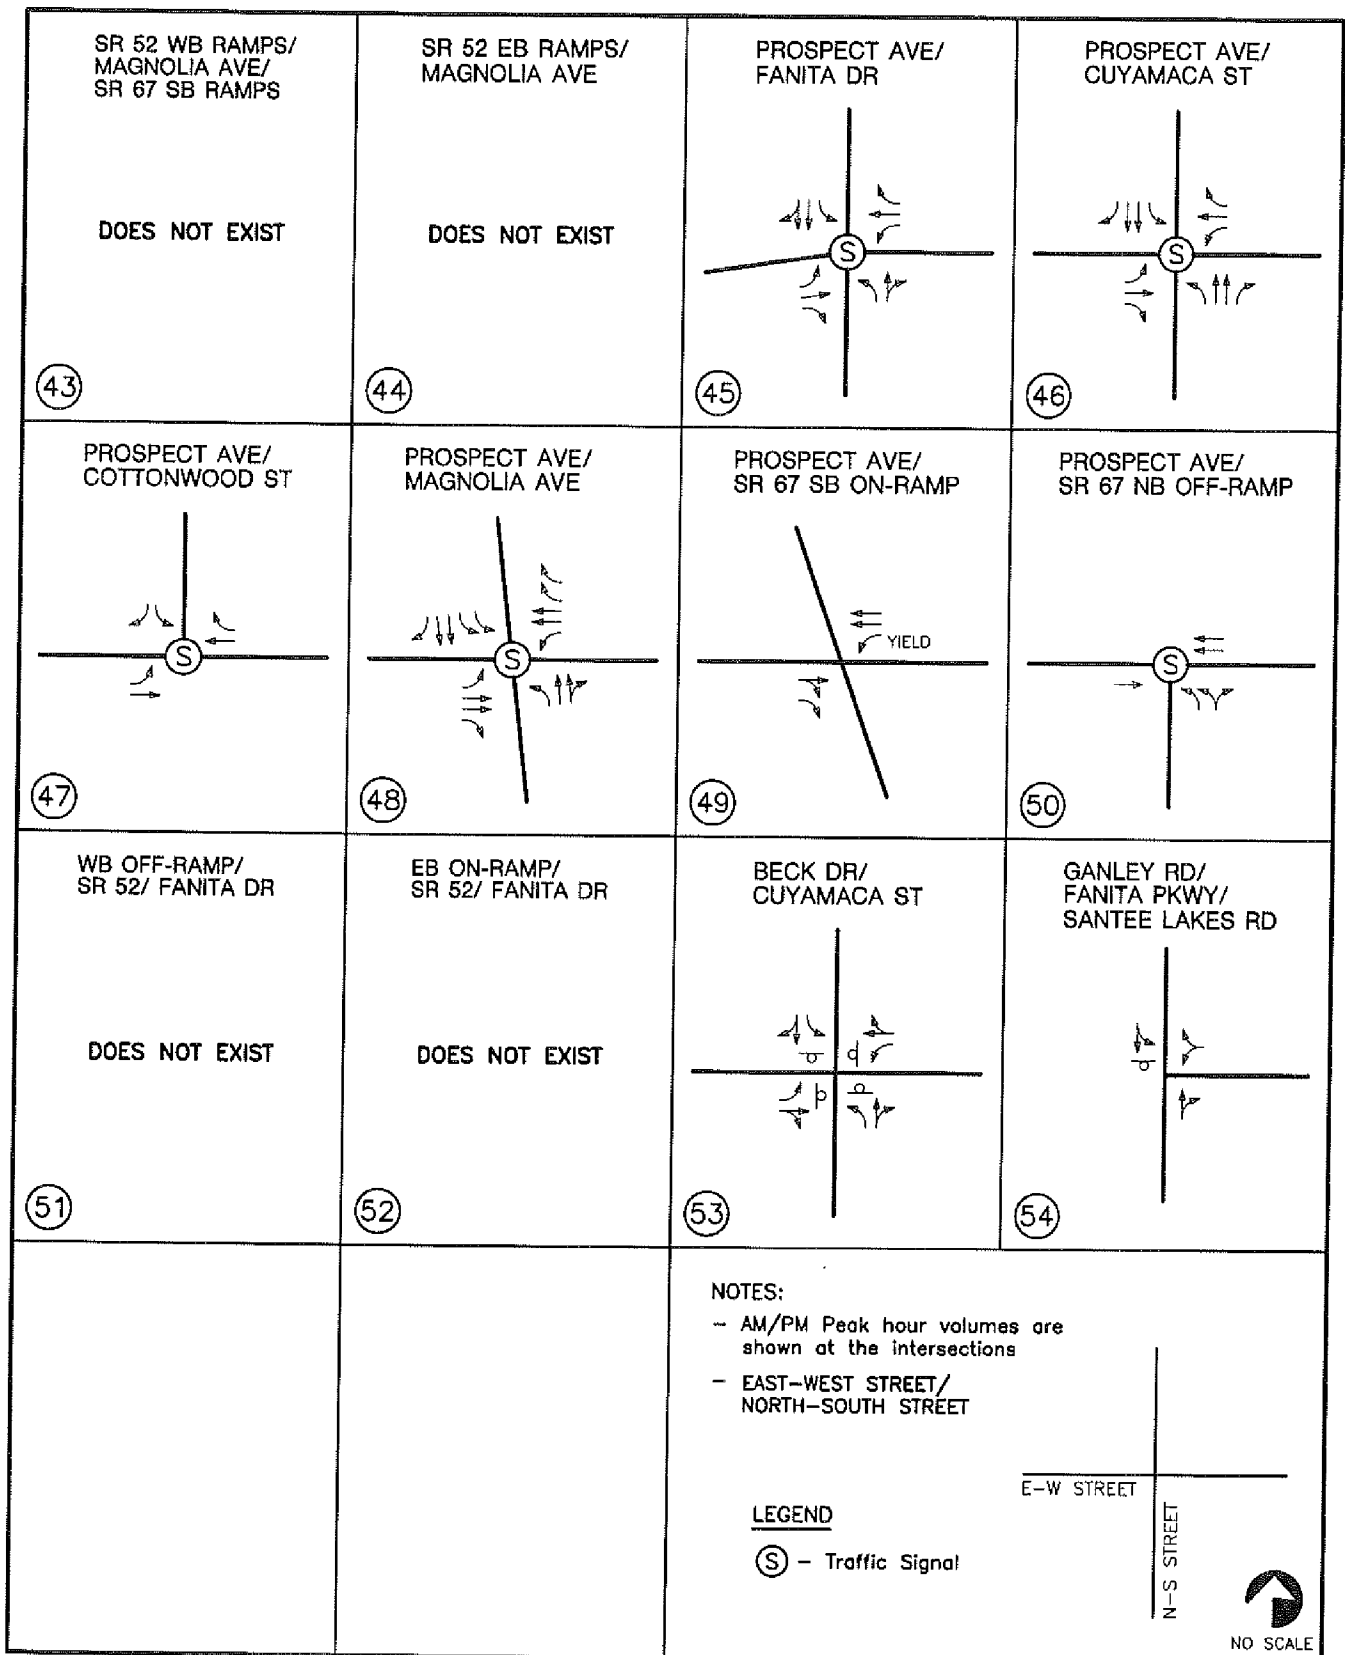 SR 52 WB RAMPS/
MAGNOLIA AVE/
SR 67 SB RAMPS
DOES NOT EXIST
43
SR 52 EB RAMPS/
MAGNOLIA AVE
DOES NOT EXIST
44
PROSPECT AVE/
FANITA DR
S
45
PROSPECT AVE/
CUYAMACA ST
S
46
PROSPECT AVE/
COTTONWOOD ST
S
47
PROSPECT AVE/
MAGNOLIA AVE
S
48
PROSPECT AVE/
SR 67 SB ON-RAMP
YIELD
49
PROSPECT AVE/
SR 67 NB OFF-RAMP
S
50
WB OFF-RAMP/
SR 52/ FANITA DR
DOES NOT EXIST
51
EB ON-RAMP/
SR 52/ FANITA DR
DOES NOT EXIST
52
BECK DR/
CUYAMACA ST
53
GANLEY RD/
FANITA PKWY/
SANTEE LAKES RD
54
NOTES:
- AM/PM Peak hour volumes are
shown at the intersections
- EAST-WEST STREET/
NORTH-SOUTH STREET
E-W STREET
N-S STREET
LEGEND
S - Traffic Signal
NO SCALE